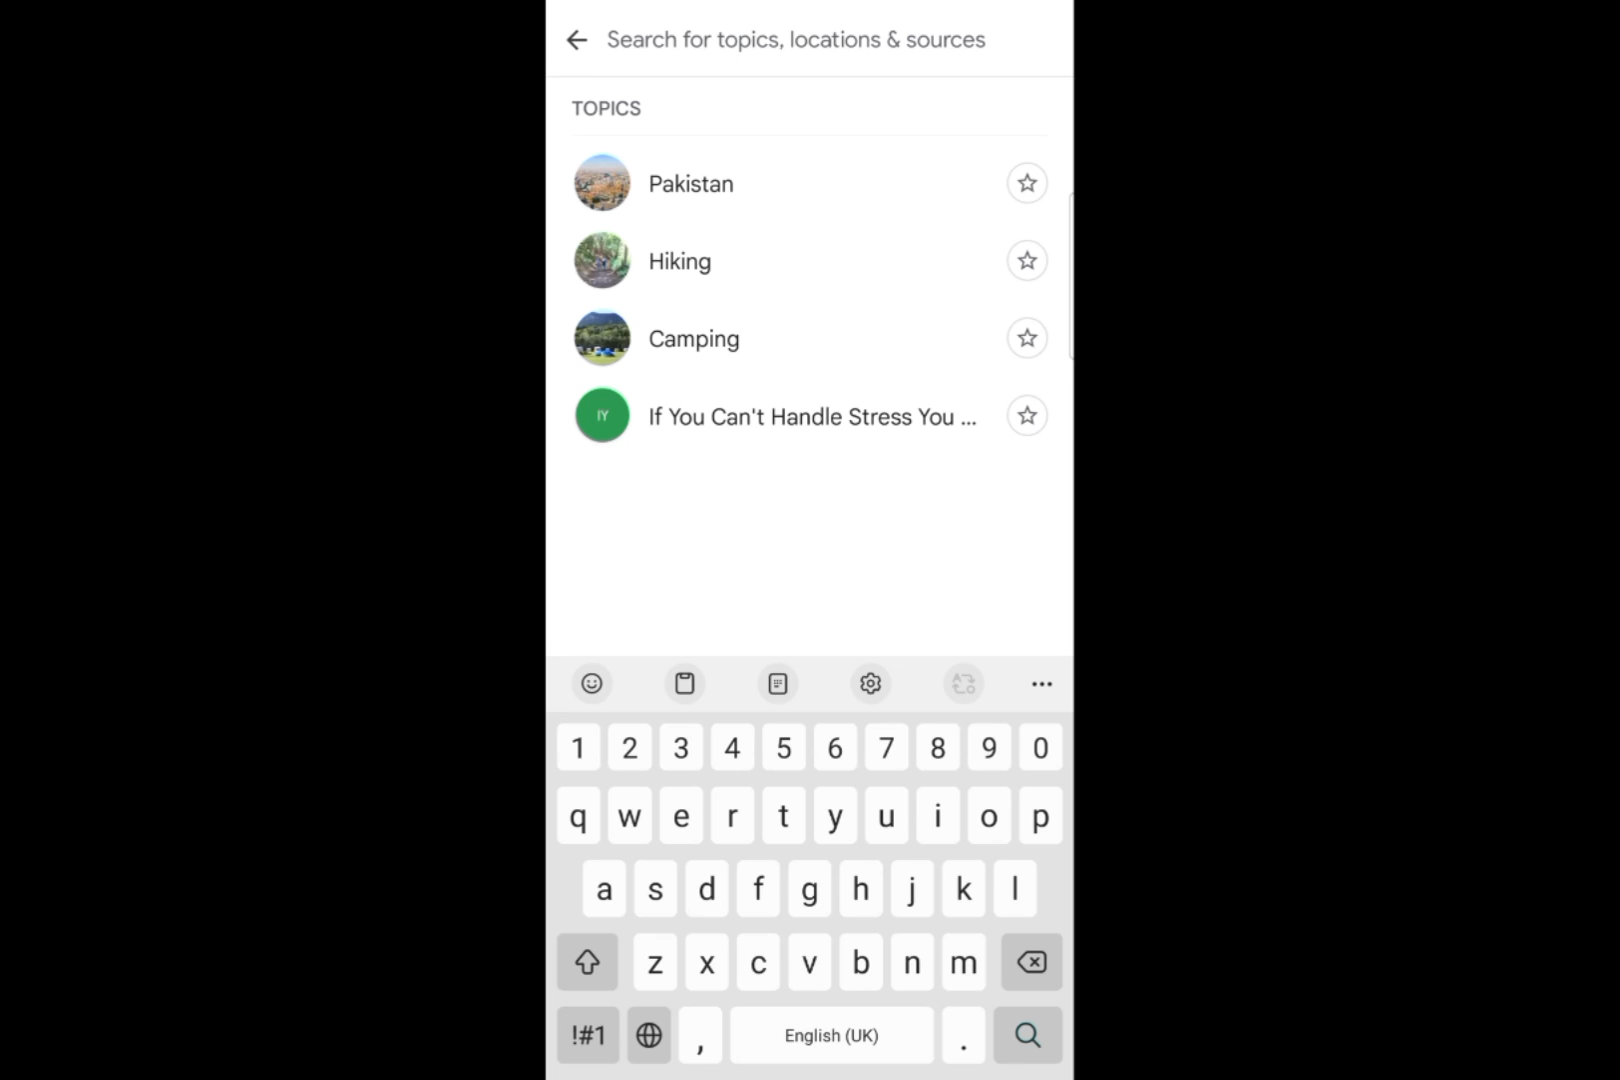 Search for topics, locations & sources
TOPICS
Pakistan
Hiking
Camping
IY
If You Can't Handle Stress You ...
1 2 3 4 5 6 7 8 9 0
q w e r t y u i o p
a s d f g h j k l
z x c v b n m
!#1 , English (UK) .